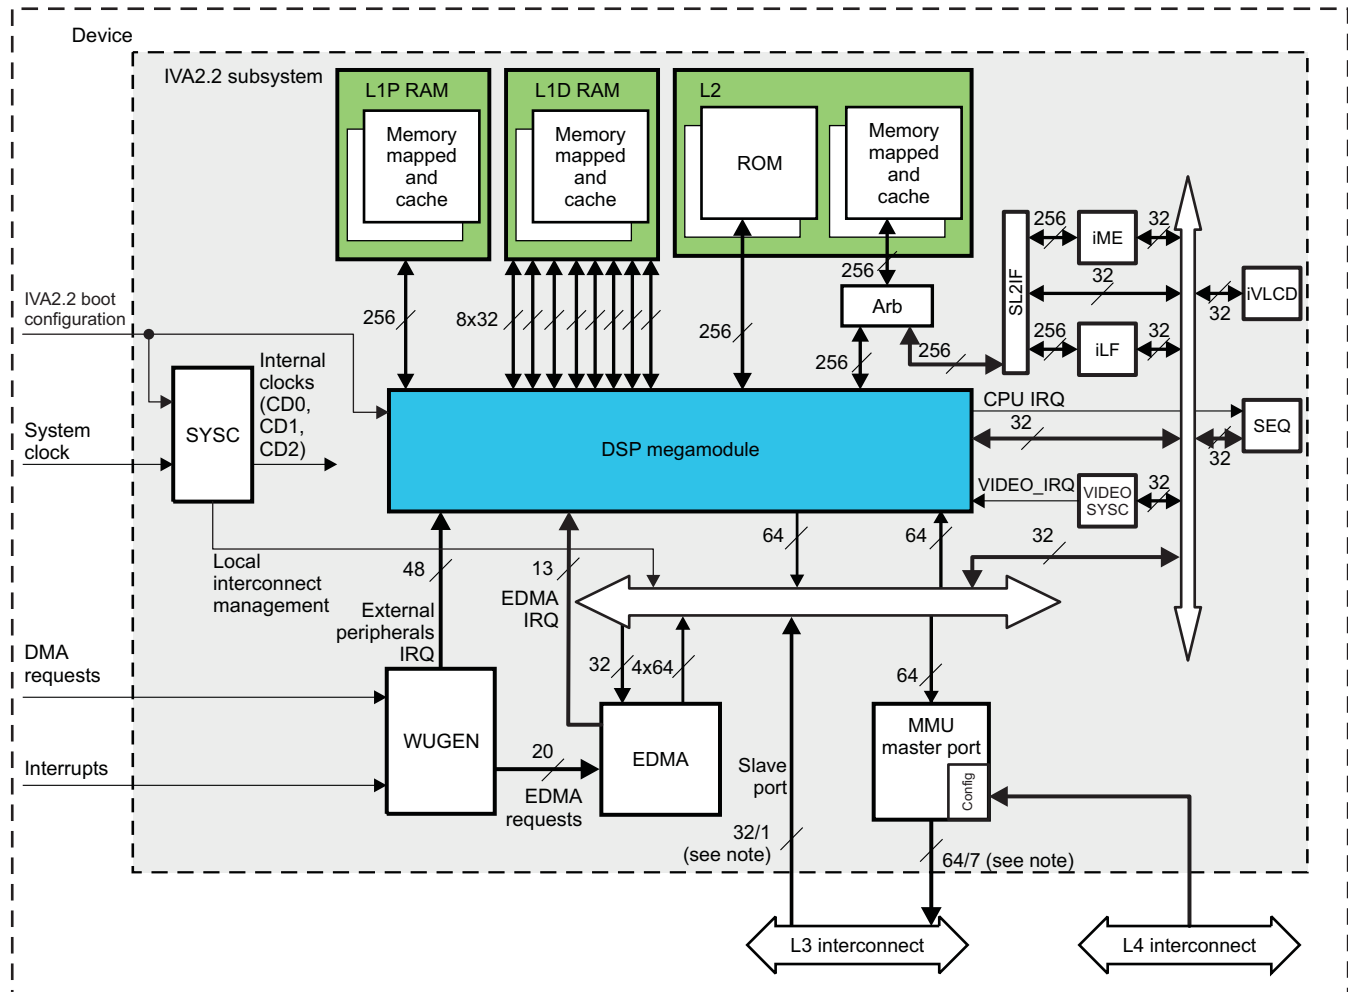 Device
IVA2.2 subsystem
L1P RAM
Memory
mapped
and
cache
L1D RAM
Memory
mapped
and
cache
L2
ROM
Memory
mapped
and
cache
256
8x32
256
256
Arb
256
256
SL2IF
256
iME
32
32
256
iLF
32
iVLCD
32
IVA2.2 boot
configuration
Internal
clocks
(CD0,
CD1,
CD2)
SYSC
System
clock
DSP megamodule
CPU IRQ
32
SEQ
32
VIDEO_IRQ
VIDEO
SYSC
32
64
64
32
Local
interconnect
management
48
13
EDMA
IRQ
External
peripherals
IRQ
DMA
requests
32
4x64
64
WUGEN
20
EDMA
requests
EDMA
MMU
master port
Config
Interrupts
Slave
port
32/1
(see note)
64/7 (see note)
L3 interconnect
L4 interconnect